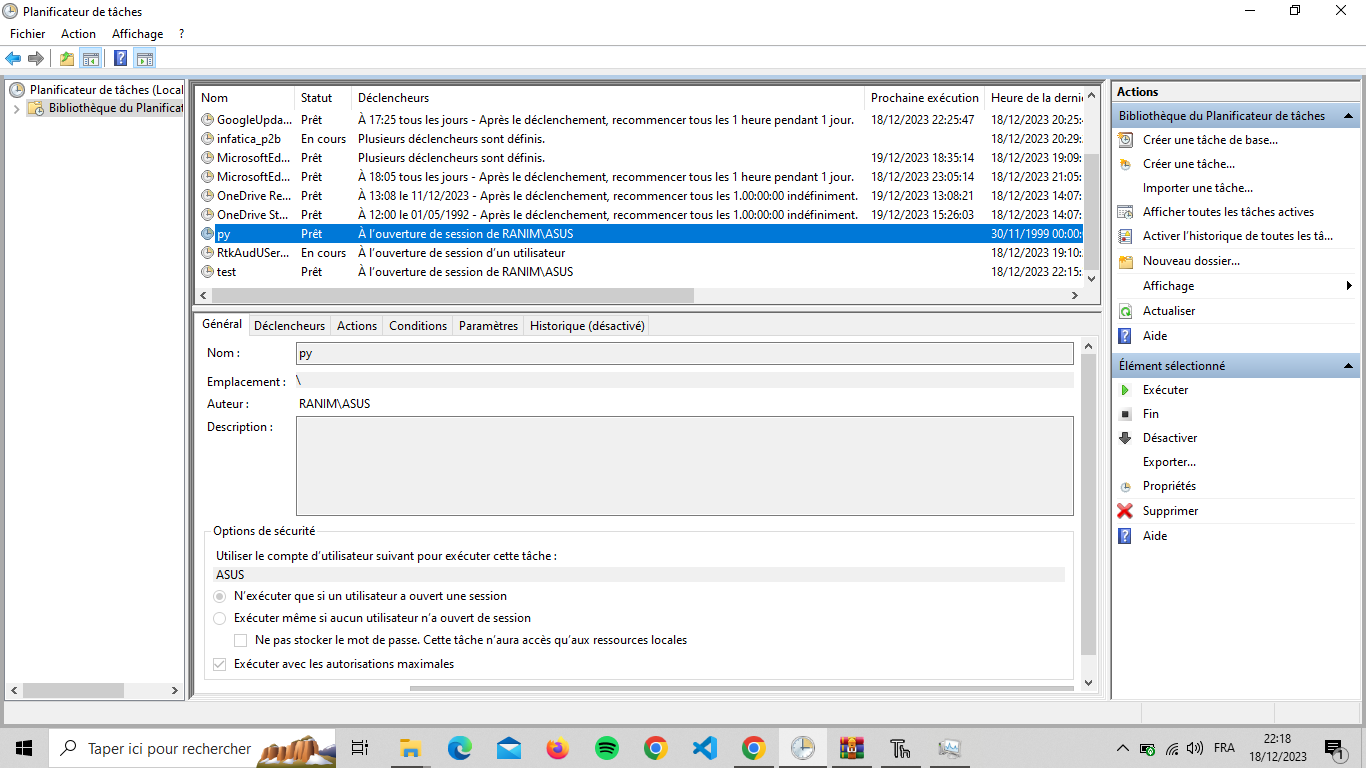 Planificateur de tâches
Fichier Action Affichage ?
Planificateur de tâches (Local
Bibliothèque du Planificat
Nom Statut Déclencheurs Prochaine exécution Heure de la dernie
GoogleUpda... Prêt À 17:25 tous les jours - Après le déclenchement, recommencer tous les 1 heure pendant 1 jour. 18/12/2023 22:25:47 18/12/2023 20:25:
infatica_p2b En cours Plusieurs déclencheurs sont définis. 18/12/2023 20:29:
MicrosoftEd... Prêt Plusieurs déclencheurs sont définis. 19/12/2023 18:35:14 18/12/2023 19:09:
MicrosoftEd... Prêt À 18:05 tous les jours - Après le déclenchement, recommencer tous les 1 heure pendant 1 jour. 18/12/2023 23:05:14 18/12/2023 21:05:
OneDrive Re... Prêt À 13:08 le 11/12/2023 - Après le déclenchement, recommencer tous les 1.00:00:00 indéfiniment. 19/12/2023 13:08:21 18/12/2023 14:07:
OneDrive St... Prêt À 12:00 le 01/05/1992 - Après le déclenchement, recommencer tous les 1.00:00:00 indéfiniment. 19/12/2023 15:26:03 18/12/2023 14:07:
py Prêt À l'ouverture de session de RANIM\ASUS 30/11/1999 00:00:
RtkAudUSer... En cours À l'ouverture de session d'un utilisateur 18/12/2023 19:10:
test Prêt À l'ouverture de session de RANIM\ASUS 18/12/2023 22:15:
Général Déclencheurs Actions Conditions Paramètres Historique (désactivé)
Nom : py
Emplacement : \
Auteur : RANIM\ASUS
Description :
Options de sécurité
Utiliser le compte d'utilisateur suivant pour exécuter cette tâche :
ASUS
N'exécuter que si un utilisateur a ouvert une session
Exécuter même si aucun utilisateur n'a ouvert de session
Ne pas stocker le mot de passe. Cette tâche n'aura accès qu'aux ressources locales
Exécuter avec les autorisations maximales
Actions
Bibliothèque du Planificateur de tâches
Créer une tâche de base...
Créer une tâche...
Importer une tâche...
Afficher toutes les tâches actives
Activer l'historique de toutes les tâ...
Nouveau dossier...
Affichage
Actualiser
Aide
Élément sélectionné
Exécuter
Fin
Désactiver
Exporter...
Propriétés
Supprimer
Aide
Taper ici pour rechercher
Th
FRA
22:18
18/12/2023
1